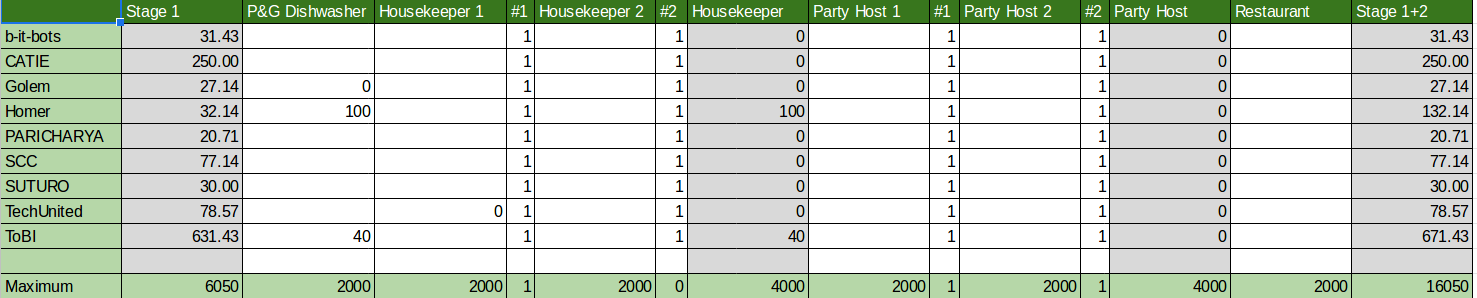 Stage 1 P&G Dishwasher Housekeeper 1 #1 Housekeeper 2 #2 Housekeeper Party Host 1 #1 Party Host 2 #2 Party Host Restaurant Stage 1+2
b-it-bots 31.43 1 1 0 1 1 0 31.43
CATIE 250.00 1 1 0 1 1 0 250.00
Golem 27.14 0 1 1 0 1 1 0 27.14
Homer 32.14 100 1 1 100 1 1 0 132.14
PARICHARYA 20.71 1 1 0 1 1 0 20.71
SCC 77.14 1 1 0 1 1 0 77.14
SUTURO 30.00 1 1 0 1 1 0 30.00
TechUnited 78.57 0 1 1 0 1 1 0 78.57
ToBI 631.43 40 1 1 40 1 1 0 671.43
Maximum 6050 2000 2000 1 2000 0 4000 2000 1 2000 1 4000 2000 16050